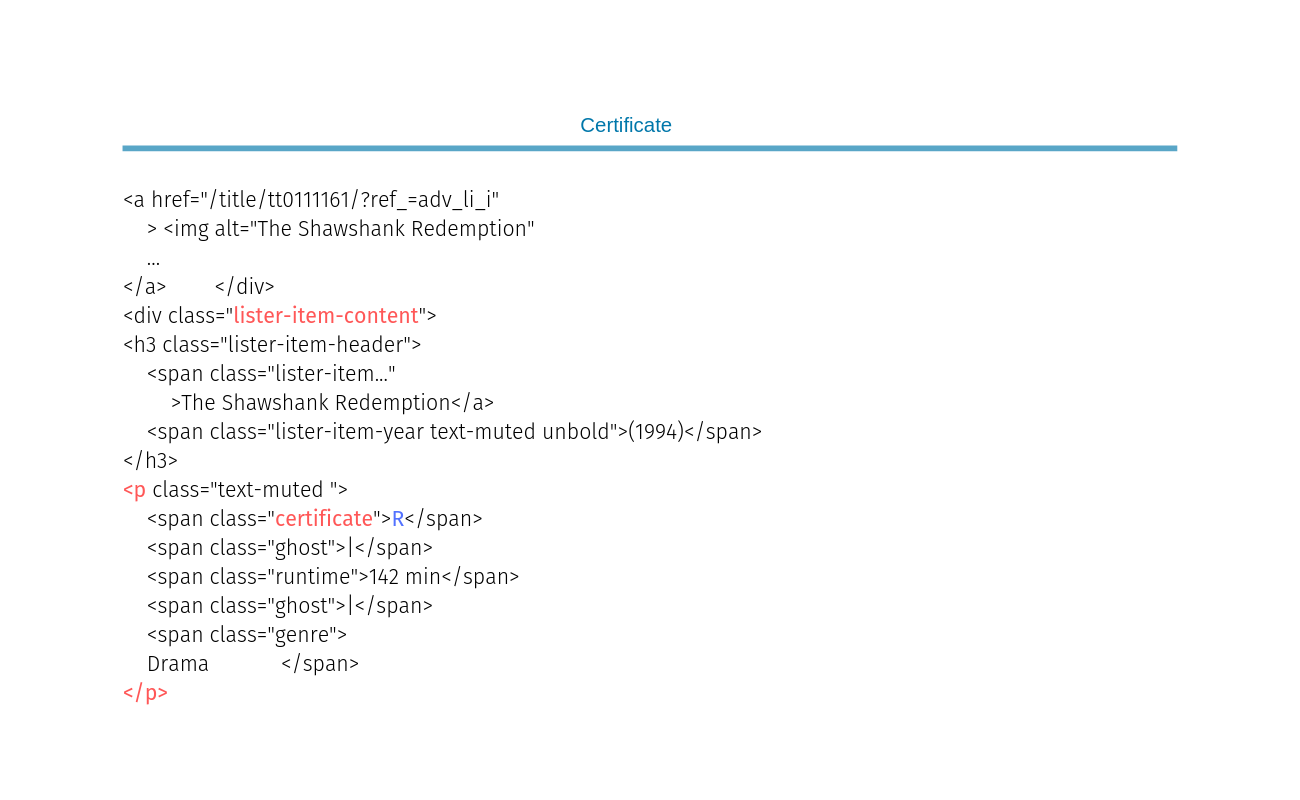 Certificate
<a href="/title/tt0111161/?ref_=adv_li_i"
> <img alt="The Shawshank Redemption"
...
</a> </div>
<div class="lister-item-content">
<h3 class="lister-item-header">
<span class="lister-item..."
>The Shawshank Redemption</a>
<span class="lister-item-year text-muted unbold">(1994)</span>
</h3>
<p class="text-muted ">
<span class="certificate">R</span>
<span class="ghost">|</span>
<span class="runtime">142 min</span>
<span class="ghost">|</span>
<span class="genre">
Drama </span>
</p>